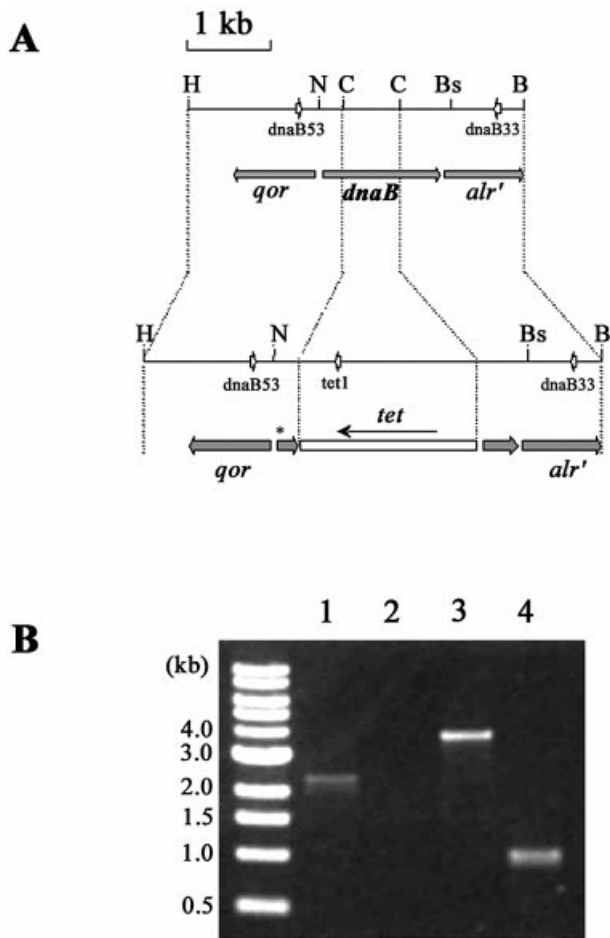 A
1 kb
H N C C Bs B
dnaB53 dnaB33
qor dnaB alr'
H N Bs B
dnaB53 tet1 dnaB33
* tet
qor alr'
B
1 2 3 4
(kb)
4.0
3.0
2.0
1.5
1.0
0.5